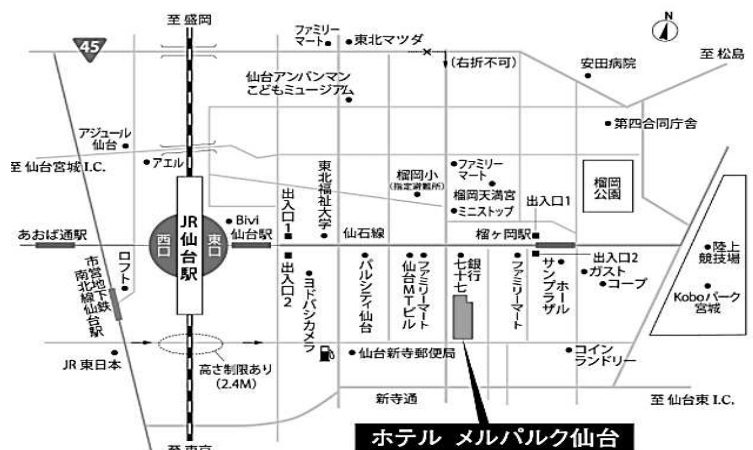 至 盛岡
45
ファミリー
マート
東北マツダ
N
(右折不可)
至 松島
安田病院
仙台アンパンマン
こどもミュージアム
第四合同庁舎
アジュール
仙台
アエル
至 仙台宮城 I.C.
東北福祉大学
榴岡小
(指定避難所)
ファミリー
マート
榴岡天満宮
ミニストップ
榴岡
公園
出入口1
出入口1
Bivi
仙台駅
仙石線
榴ヶ岡駅
あおば通駅
西口
JR仙台駅
東口
陸上
競技場
ロフト
市営地下鉄
南北線仙台駅
出入口2
ヨドバシカメラ
パルシティ仙台
仙台MTビル
ファミリーマート
七十七
銀行
ファミリーマート
サンプラザ
ホール
出入口2
ガスト
コープ
Koboパーク
宮城
JR東日本
高さ制限あり
(2.4M)
仙台新寺郵便局
コイン
ランドリー
新寺通
至 仙台東 I.C.
ホテル メルパルク仙台
至 東京